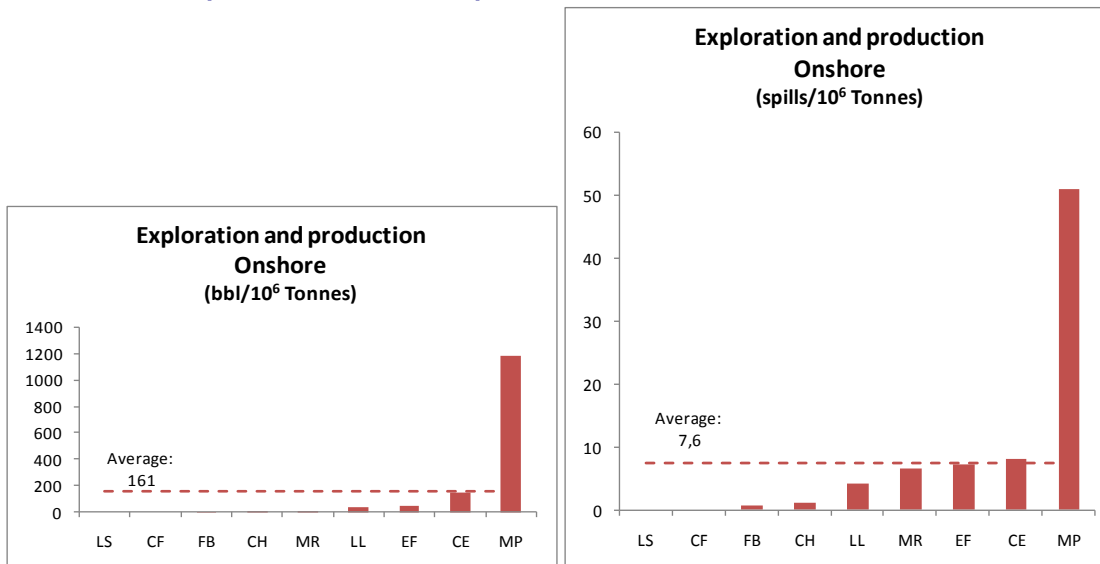 Exploration and production
Onshore
(bbl/10⁶ Tonnes)
1400
1200
1000
800
600
400
200
0
Average:
161
LS CF FB CH MR LL EF CE MP
Exploration and production
Onshore
(spills/10⁶ Tonnes)
60
50
40
30
20
10
0
Average:
7,6
LS CF FB CH LL MR EF CE MP